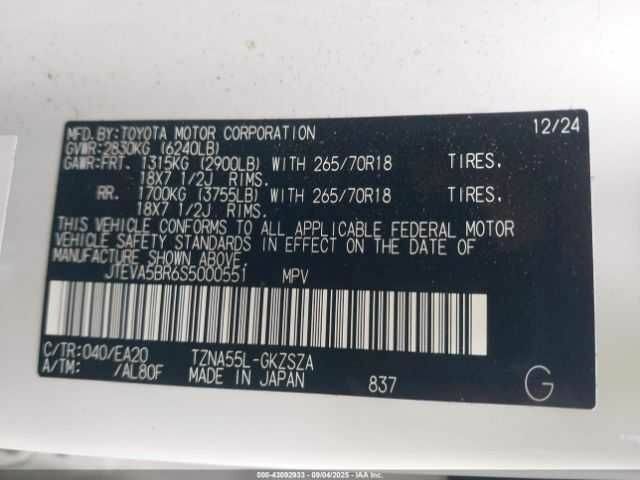 12/24
MFD.BY:TOYOTA MOTOR CORPORATION
GVWR:2830KG (6240LB)
GAWR:FRT. 1315KG (2900LB) WITH 265/70R18 TIRES,
18X7 1/2J RIMS.
RR. 1700KG (3755LB) WITH 265/70R18 TIRES,
18X7 1/2J, RIMS.
THIS VEHICLE CONFORMS TO ALL APPLICABLE FEDERAL MOTOR
VEHICLE SAFETY STANDARDS IN EFFECT ON THE DATE OF
MANUFACTURE SHOWN ABOVE.
JTEVA5BR6S5000551 MPV
C/TR:040/EA20 TZNA55L-GKZSZA
A/TM: /AL80F MADE IN JAPAN 837 G
000-43092933 - 09/04/2025 - IAA Inc.